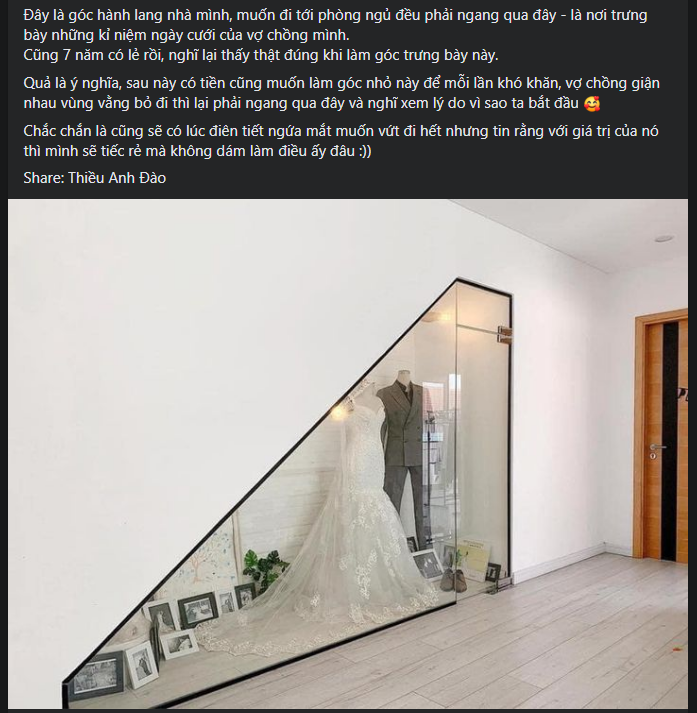 Đây là góc hành lang nhà mình, muốn đi tới phòng ngủ đều phải ngang qua đây - là nơi trưng
bày những kỉ niệm ngày cưới của vợ chồng mình.
Cũng 7 năm có lẻ rồi, nghĩ lại thấy thật đúng khi làm góc trưng bày này.
Quả là ý nghĩa, sau này có tiền cũng muốn làm góc nhỏ này để mỗi lần khó khăn, vợ chồng giận
nhau vùng vằng bỏ đi thì lại phải ngang qua đây và nghĩ xem lý do vì sao ta bắt đầu 🥰
Chắc chắn là cũng sẽ có lúc điên tiết ngứa mắt muốn vứt đi hết nhưng tin rằng với giá trị của nó
thì mình sẽ tiếc rẻ mà không dám làm điều ấy đâu :))
Share: Thiều Anh Đào